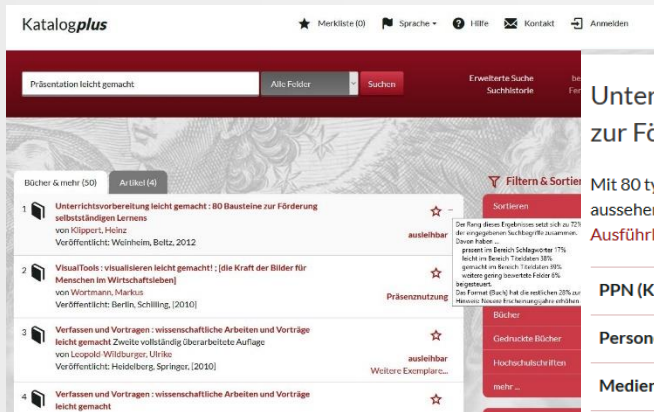 Katalogplus
Merkliste (0) Sprache Hilfe Kontakt Anmelden
Präsentation leicht gemacht Alle Felder Suchen
Erweiterte Suche
Suchhistorie
Bücher & mehr (50) Artikel (4)
1 Unterrichtsvorbereitung leicht gemacht : 80 Bausteine zur Förderung
selbstständigen Lernens
von Klippert, Heinz
Veröffentlicht: Weinheim, Beltz, 2012
ausleihbar
2 VisualTools : visualisieren leicht gemacht! ; [die Kraft der Bilder für
Menschen im Wirtschaftsleben]
von Wortmann, Markus
Veröffentlicht: Berlin, Schilling, [2010]
Präsenznutzung
3 Verfassen und Vortragen : wissenschaftliche Arbeiten und Vorträge
leicht gemacht Zweite vollständig überarbeitete Auflage
von Leopold-Wildburger, Ulrike
Veröffentlicht: Heidelberg, Springer, [2010]
ausleihbar
Weitere Exemplare...
4 Verfassen und Vortragen : wissenschaftliche Arbeiten und Vorträge
leicht gemacht
Filtern & Sortier
Sortieren
Der Rang dieses Ergebnisses setzt sich zu 72%
der eingegebenen Suchbegriffe zusammen.
Davon haben ...
präsent im Bereich Schlagwörter 17%
leicht im Bereich Titeldaten 38%
gemacht im Bereich Titeldaten
weitere gering bewertete Felder 6%
beigesteuert.
Das Format (Buch) hat die restlichen 28% zur
Hinweis: Neuere Erscheinungsjahre erhöhen
Bücher
Gedruckte Bücher
Hochschulschriften
mehr ...
Unter
zur Fö
Mit 80 ty
aussehe
Ausführl
PPN (K
Person
Medier